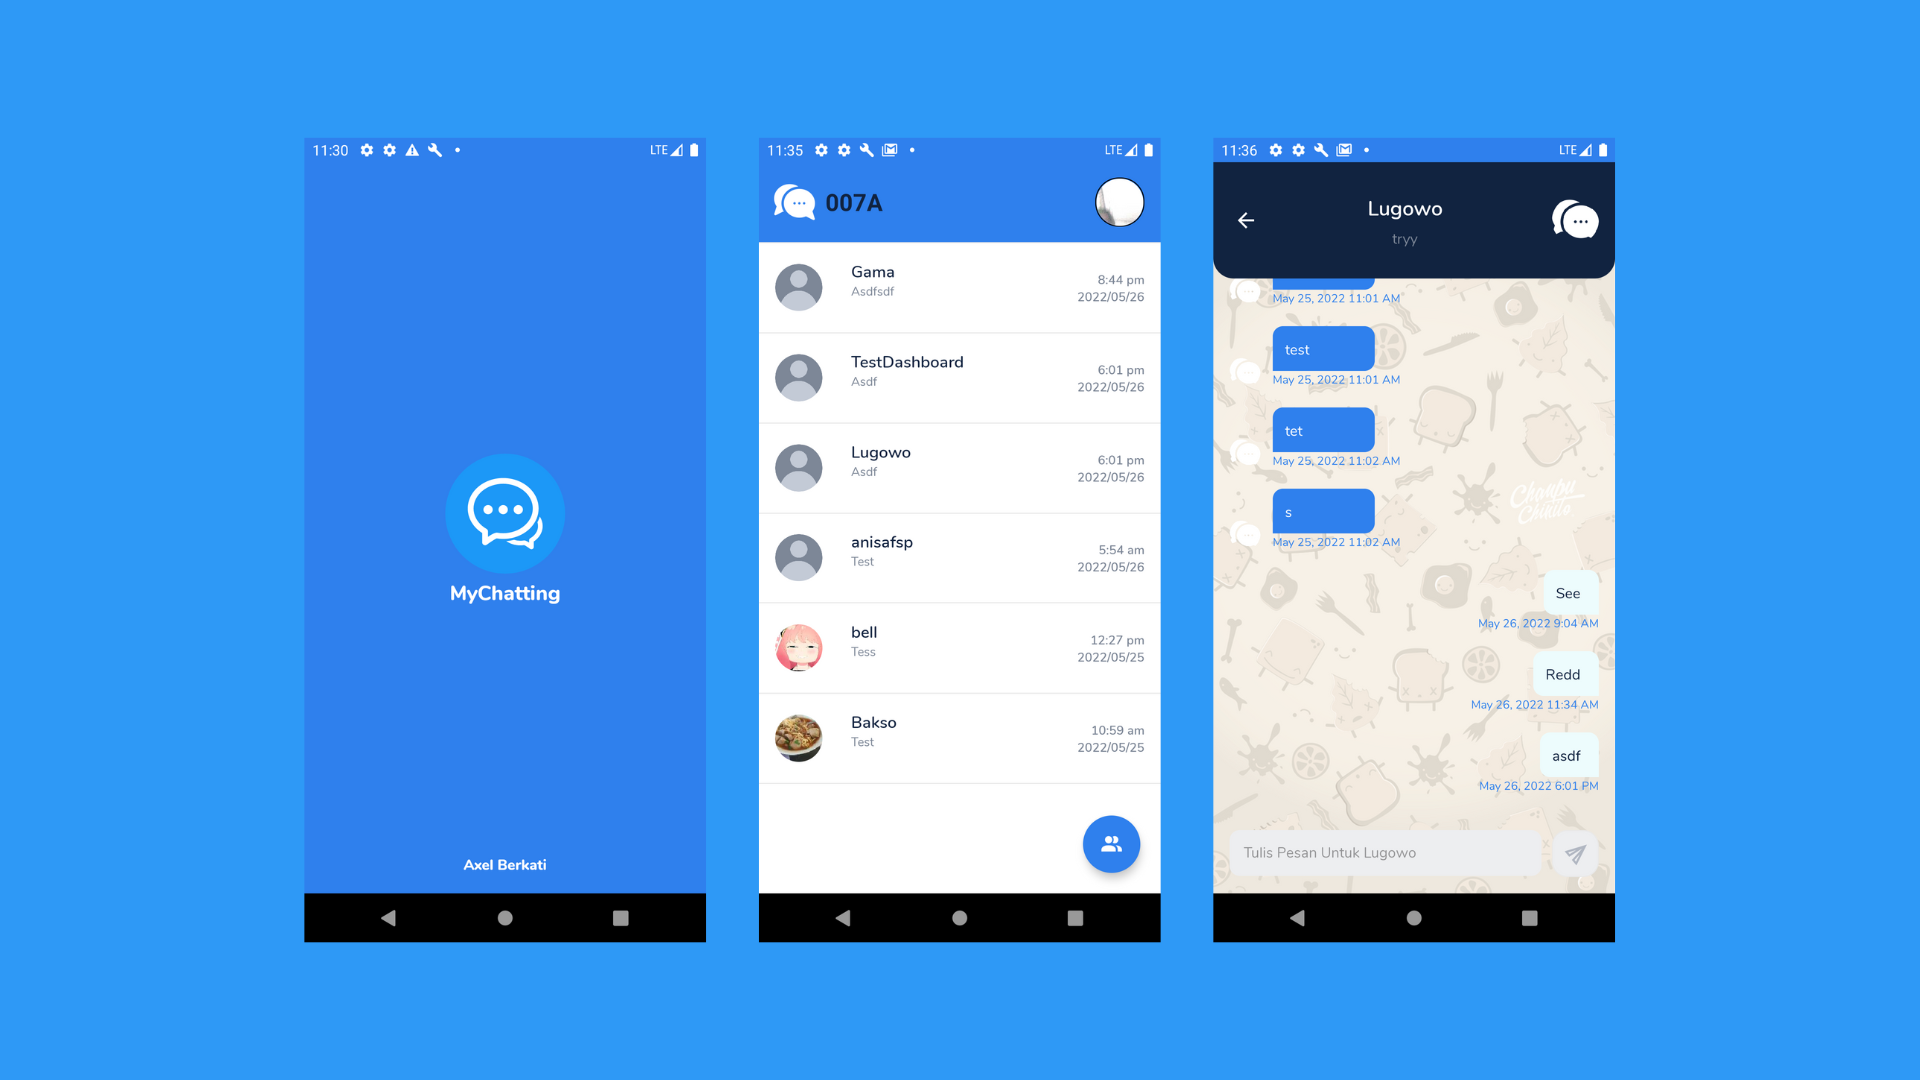 11:30
LTE
MyChatting
Axel Berkati
11:35
LTE
007A
Gama
Asdfsdf
8:44 pm
2022/05/26
TestDashboard
Asdf
6:01 pm
2022/05/26
Lugowo
Asdf
6:01 pm
2022/05/26
anisafsp
Test
5:54 am
2022/05/26
bell
Tess
12:27 pm
2022/05/25
Bakso
Test
10:59 am
2022/05/25
11:36
LTE
Lugowo
tryy
May 25, 2022 11:01 AM
test
May 25, 2022 11:01 AM
tet
May 25, 2022 11:02 AM
s
May 25, 2022 11:02 AM
See
May 26, 2022 9:04 AM
Redd
May 26, 2022 11:34 AM
asdf
May 26, 2022 6:01 PM
Tulis Pesan Untuk Lugowo